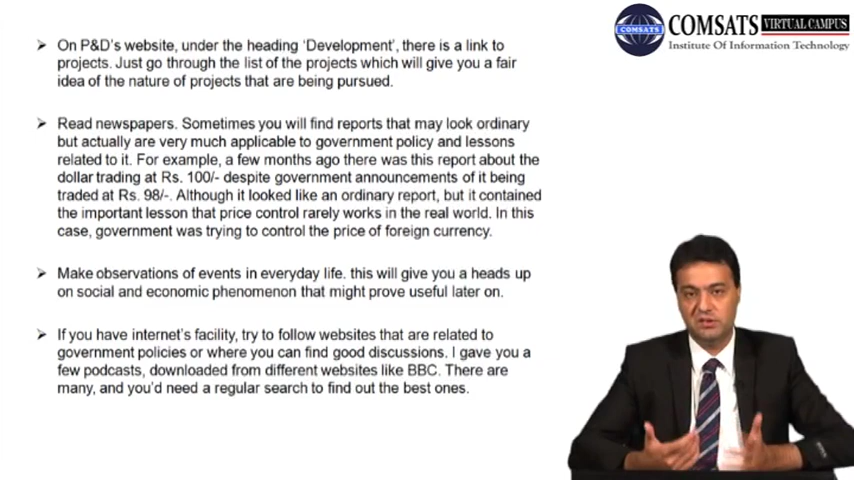 On P&D's website, under the heading 'Development', there is a link to
projects. Just go through the list of the projects which will give you a fair
idea of the nature of projects that are being pursued.
Read newspapers. Sometimes you will find reports that may look ordinary
but actually are very much applicable to government policy and lessons
related to it. For example, a few months ago there was this report about the
dollar trading at Rs. 100/- despite government announcements of it being
traded at Rs. 98/-. Although it looked like an ordinary report, but it contained
the important lesson that price control rarely works in the real world. In this
case, government was trying to control the price of foreign currency.
Make observations of events in everyday life. this will give you a heads up
on social and economic phenomenon that might prove useful later on.
If you have internet's facility, try to follow websites that are related to
government policies or where you can find good discussions. I gave you a
few podcasts, downloaded from different websites like BBC. There are
many, and you'd need a regular search to find out the best ones.
COMSATS
COMSATS VIRTUAL CAMPUS
Institute Of Information Technology